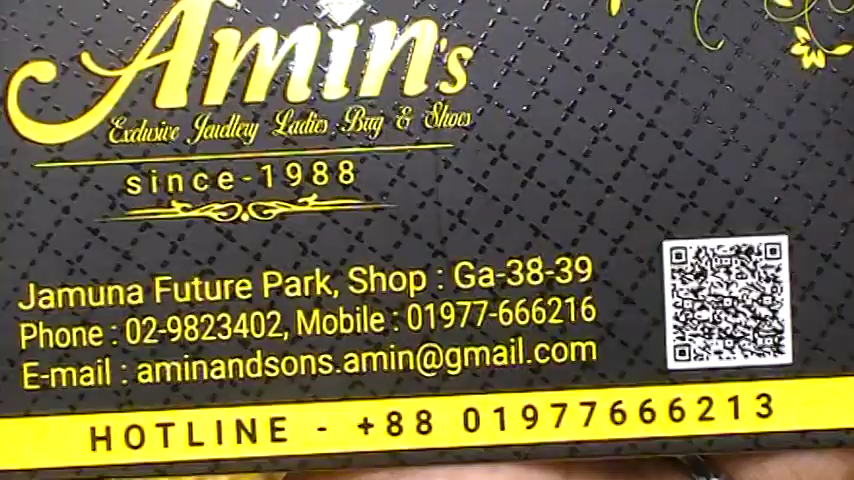 Amin's
Exclusive Jwellery Ladies Bag & Shoes
since-1988
Jamuna Future Park, Shop : Ga-38-39
Phone : 02-9823402, Mobile : 01977-666216
E-mail : aminandsons.amin@gmail.com
HOTLINE - +88 01977666213